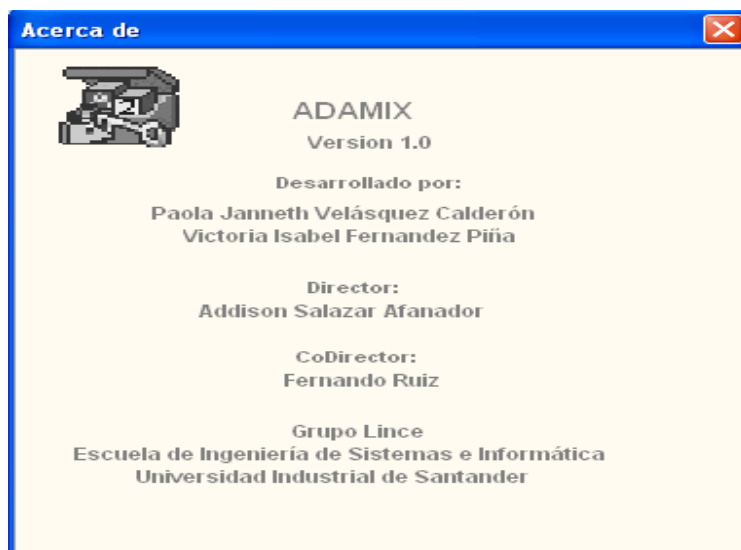 Acerca de
2
ADAMIX
Version 1.0
Desarrollado por:
Paola Janneth Velásquez Calderón
Victoria Isabel Fernandez Piña
Director:
Addison Salazar Afanador
CoDirector:
Fernando Ruiz
Grupo Lince
Escuela de Ingeniería de Sistemas e Informática
Universidad Industrial de Santander